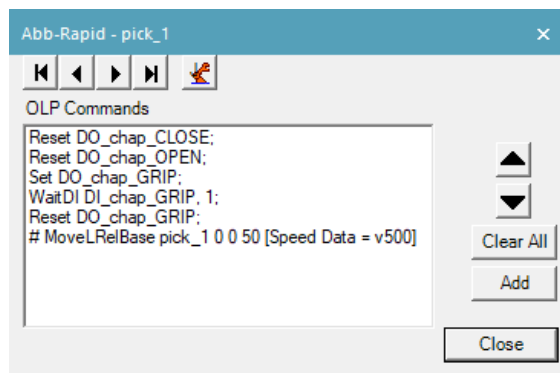 Abb-Rapid - pick_1
OLP Commands
Reset DO_chap_CLOSE;
Reset DO_chap_OPEN;
Set DO_chap_GRIP;
WaitDI DI_chap_GRIP, 1;
Reset DO_chap_GRIP;
# MoveLRelBase pick_1 0 0 50 [Speed Data = v500]
Clear All
Add
Close